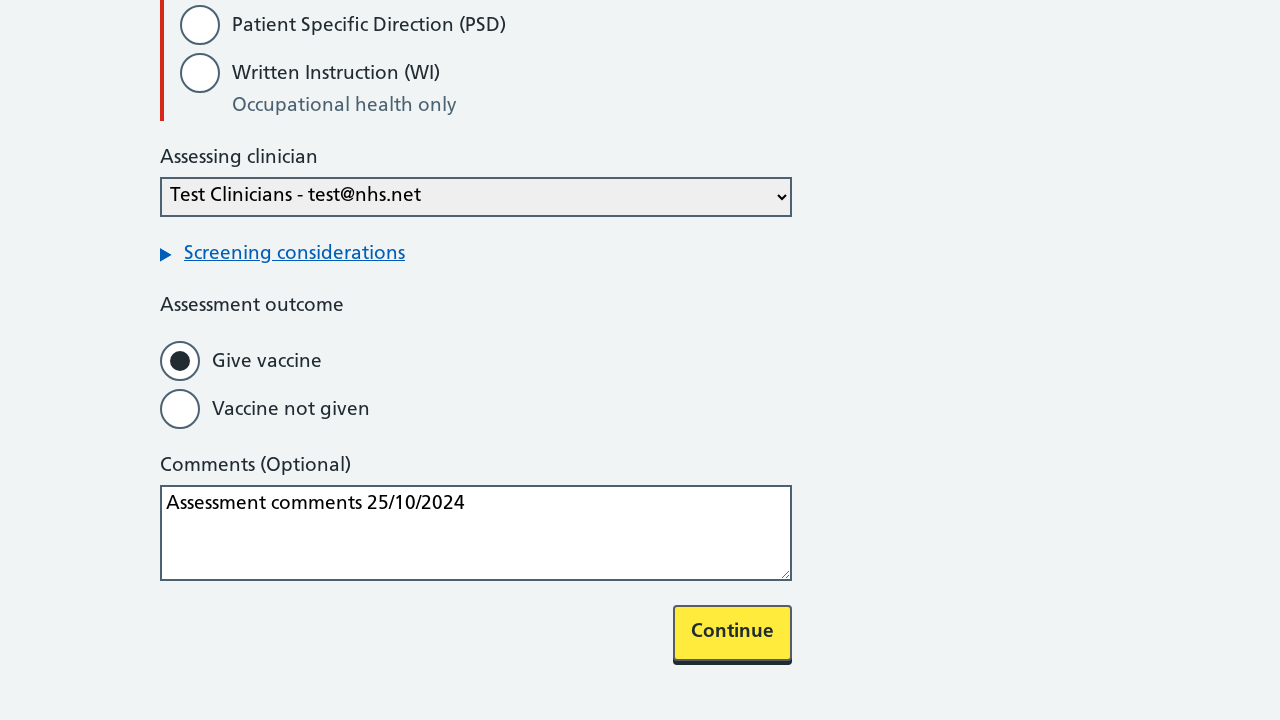 Patient Specific Direction (PSD)
Written Instruction (WI)
Occupational health only
Assessing clinician
Test Clinicians - test@nhs.net
Screening considerations
Assessment outcome
Give vaccine
Vaccine not given
Comments (Optional)
Assessment comments 25/10/2024
Continue